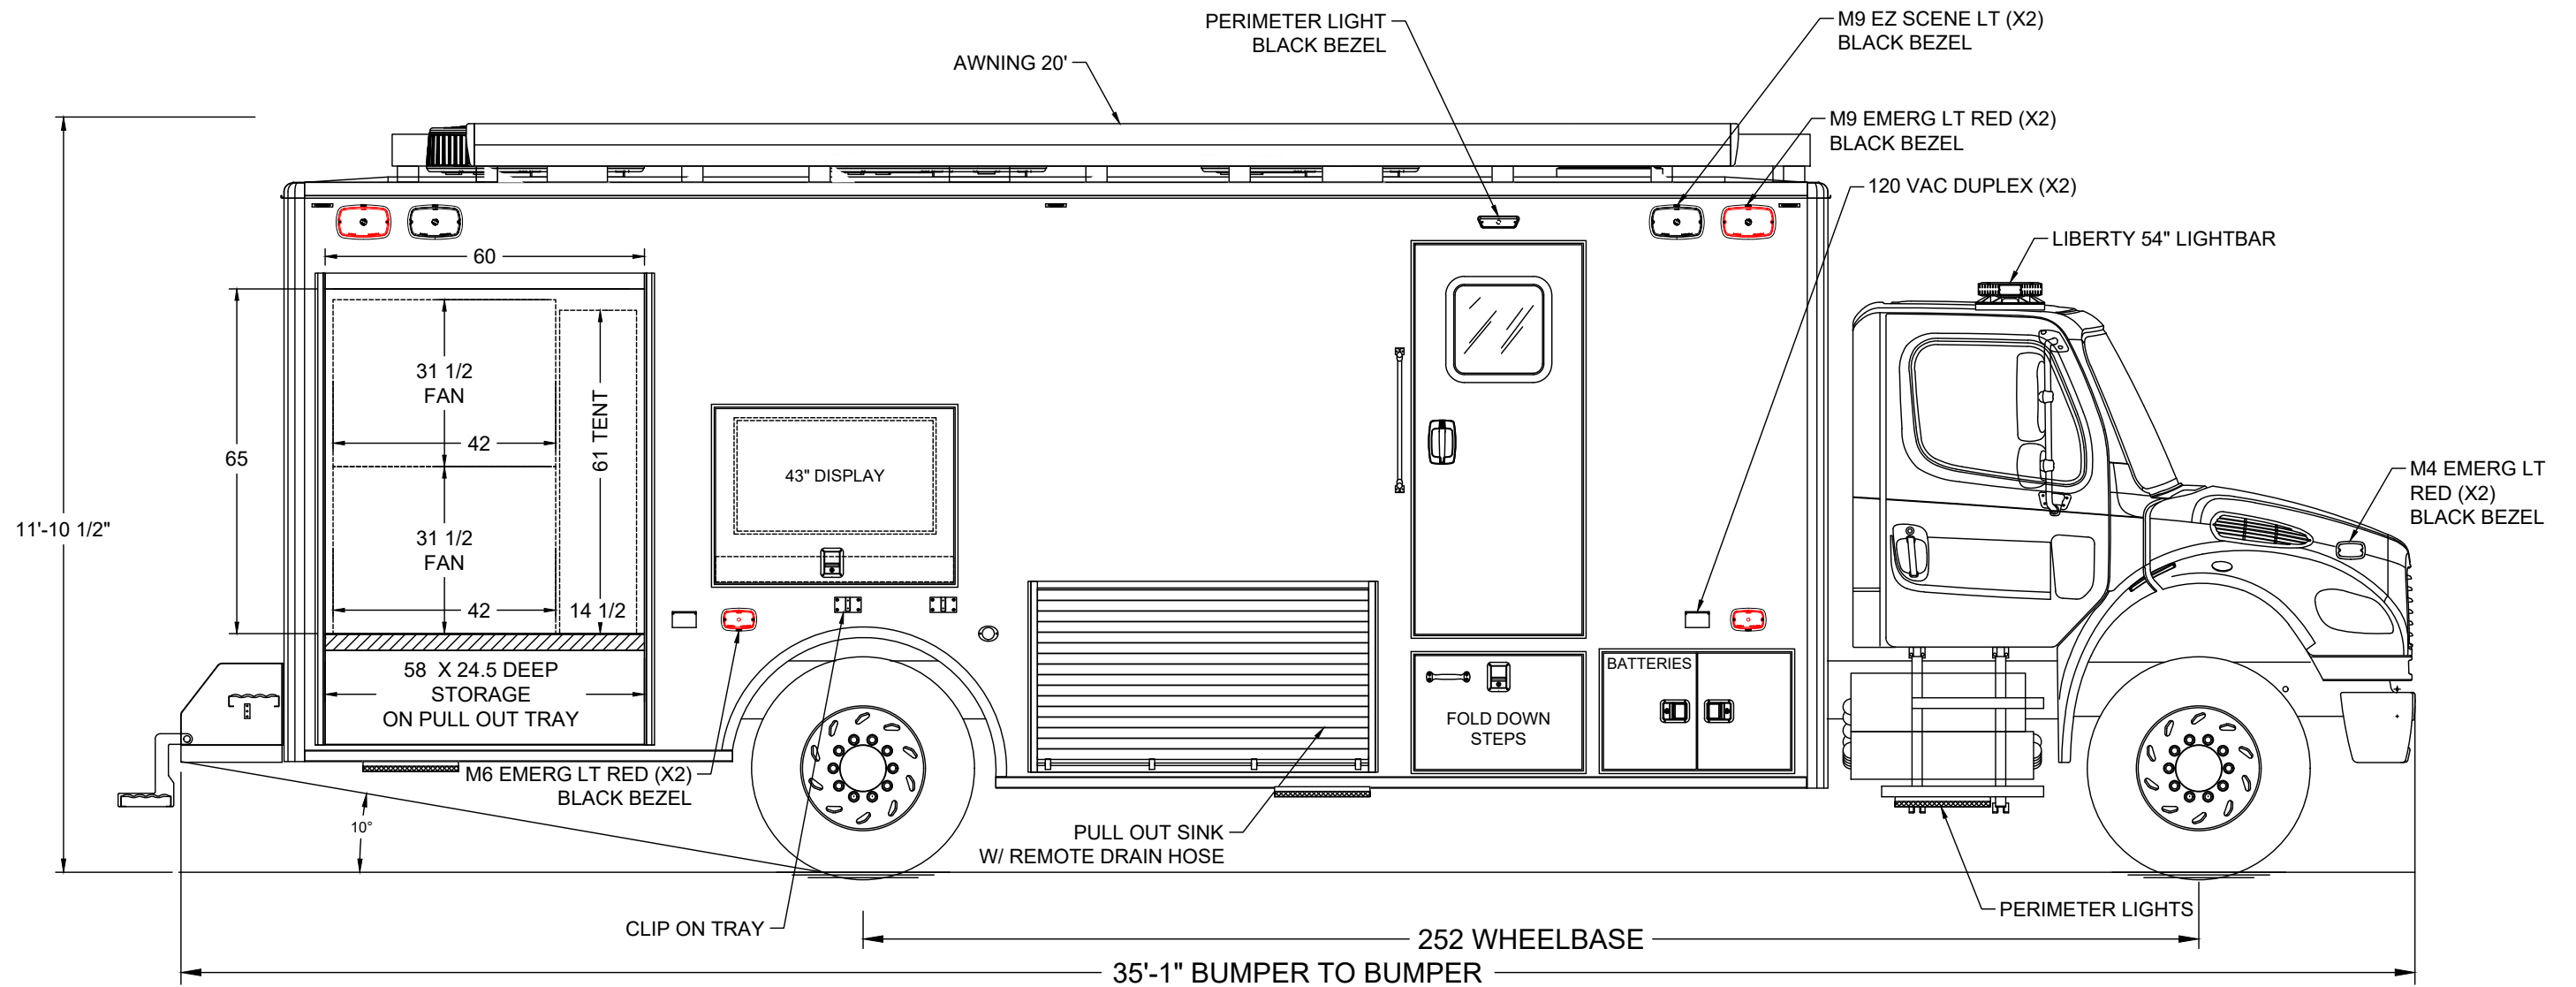 PERIMETER LIGHT
BLACK BEZEL
M9 EZ SCENE LT (X2)
BLACK BEZEL
AWNING 20'
M9 EMERG LT RED (X2)
BLACK BEZEL
120 VAC DUPLEX (X2)
LIBERTY 54" LIGHTBAR
60
65
31 1/2
FAN
42
61 TENT
31 1/2
FAN
42
14 1/2
43" DISPLAY
11'-10 1/2"
M4 EMERG LT
RED (X2)
BLACK BEZEL
58 X 24.5 DEEP
STORAGE
ON PULL OUT TRAY
BATTERIES
FOLD DOWN
STEPS
M6 EMERG LT RED (X2)
BLACK BEZEL
10°
PULL OUT SINK
W/ REMOTE DRAIN HOSE
CLIP ON TRAY
PERIMETER LIGHTS
252 WHEELBASE
35'-1" BUMPER TO BUMPER